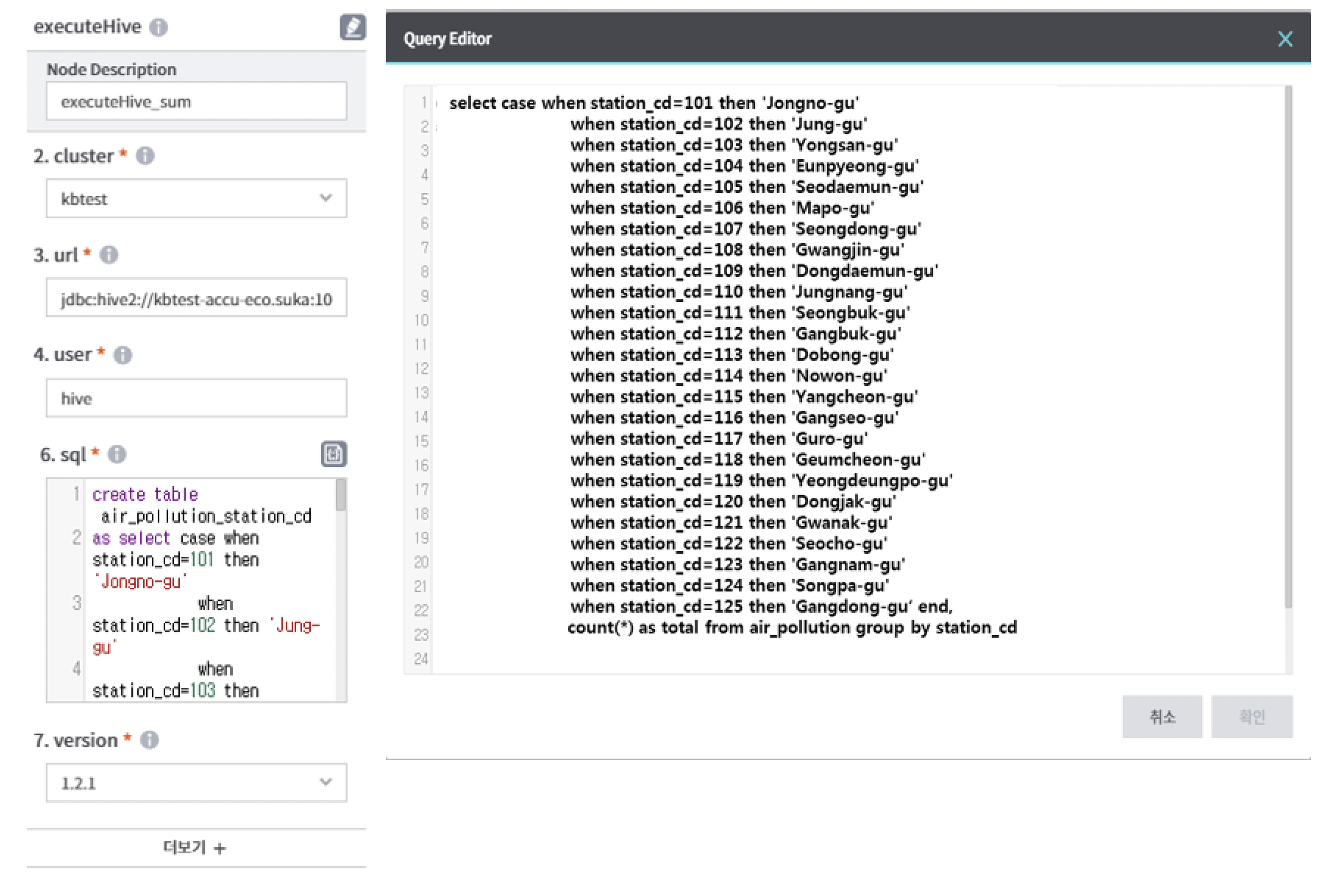 executeHive
Node Description
executeHive_sum
2. cluster *
kbtest
3. url *
jdbc:hive2://kbtest-accu-eco.suka:10
4. user *
hive
6. sql *
1 create table
air_pollution_station_cd
2 as select case when
station_cd=101 then
'Jongno-gu'
3 when
station_cd=102 then 'Jung-
gu'
4 when
station_cd=103 then
7. version *
1.2.1
더보기 +
Query Editor
1 select case when station_cd=101 then 'Jongno-gu'
2 when station_cd=102 then 'Jung-gu'
3 when station_cd=103 then 'Yongsan-gu'
4 when station_cd=104 then 'Eunpyeong-gu'
5 when station_cd=105 then 'Seodaemun-gu'
6 when station_cd=106 then 'Mapo-gu'
7 when station_cd=107 then 'Seongdong-gu'
8 when station_cd=108 then 'Gwangjin-gu'
9 when station_cd=109 then 'Dongdaemun-gu'
10 when station_cd=110 then 'Jungnang-gu'
11 when station_cd=111 then 'Seongbuk-gu'
12 when station_cd=112 then 'Gangbuk-gu'
13 when station_cd=113 then 'Dobong-gu'
14 when station_cd=114 then 'Nowon-gu'
15 when station_cd=115 then 'Yangcheon-gu'
16 when station_cd=116 then 'Gangseo-gu'
17 when station_cd=117 then 'Guro-gu'
18 when station_cd=118 then 'Geumcheon-gu'
19 when station_cd=119 then 'Yeongdeungpo-gu'
20 when station_cd=120 then 'Dongjak-gu'
21 when station_cd=121 then 'Gwanak-gu'
22 when station_cd=122 then 'Seocho-gu'
23 when station_cd=123 then 'Gangnam-gu'
24 when station_cd=124 then 'Songpa-gu'
when station_cd=125 then 'Gangdong-gu’ end,
count(*) as total from air_pollution group by station_cd
취소
확인